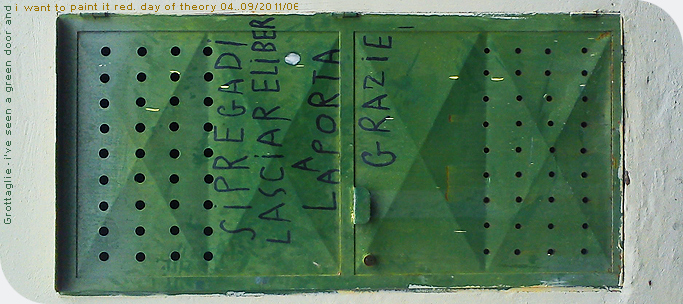 i want to paint it red. day of theory 04..09/2011/06
Grottaglie - i've seen a green door and
SI PREGA DI
LASCIAR E LIBER
A
LA PORTA
GRAZIE